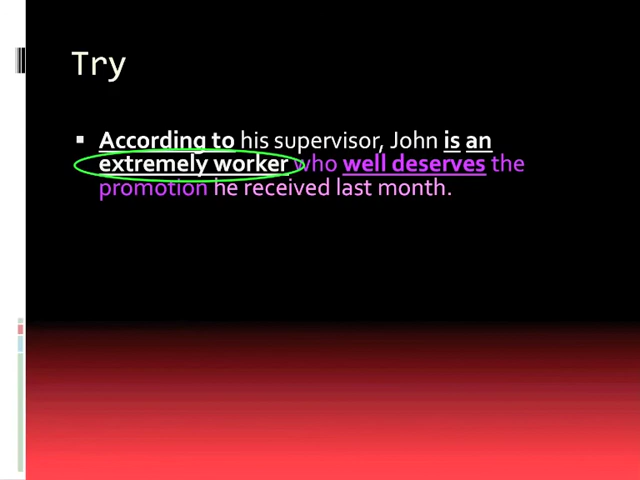 Try
▪ According to his supervisor, John is an
extremely worker who well deserves the
promotion he received last month.